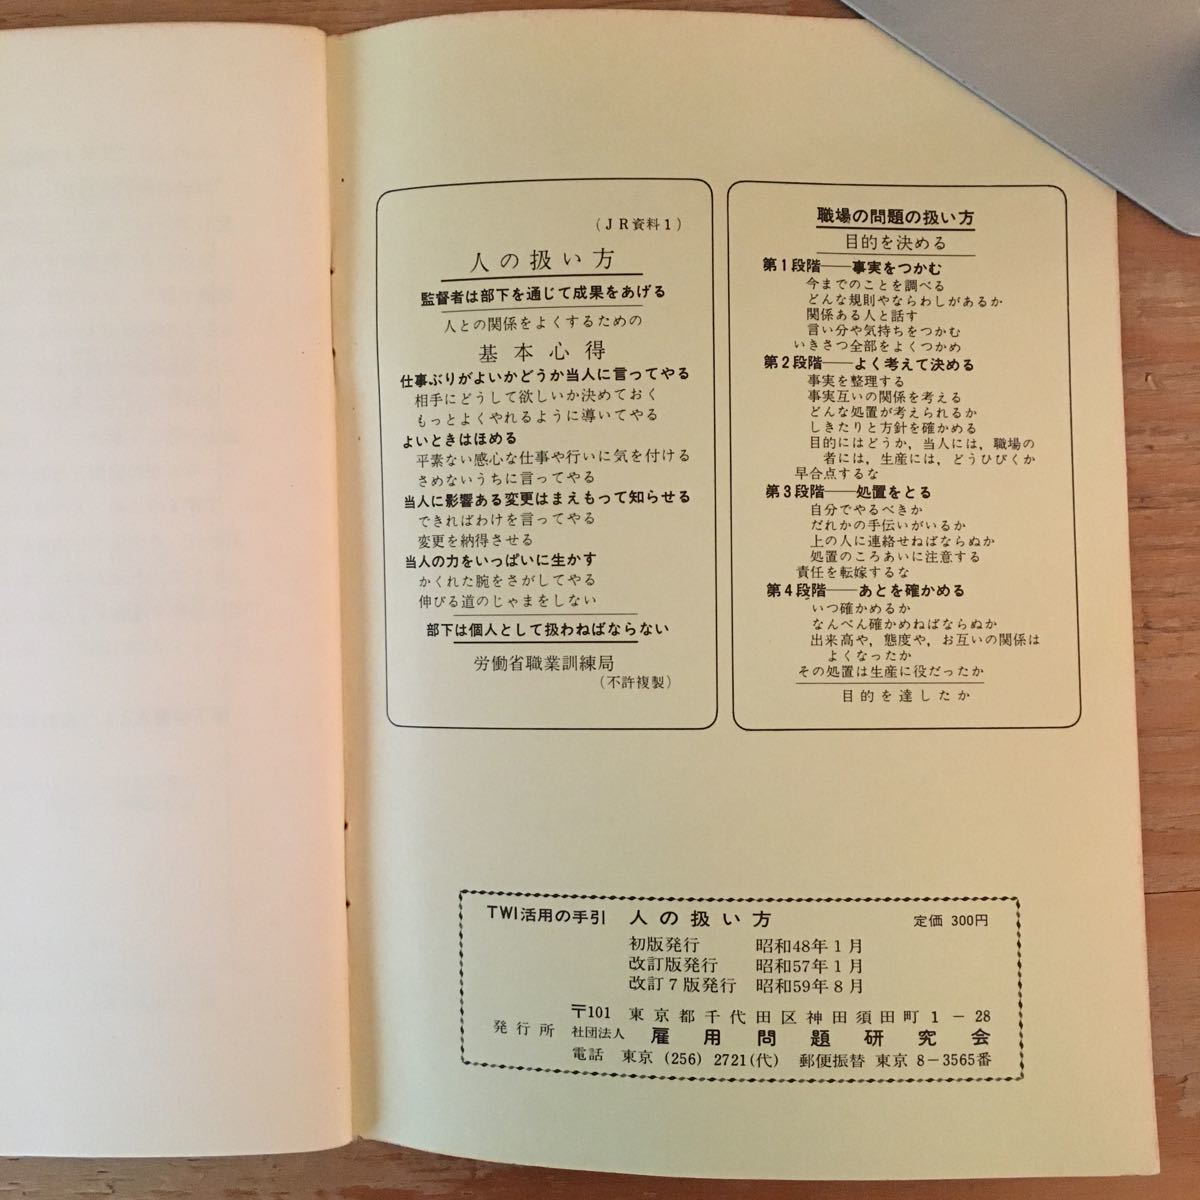 （ＪＲ資料１）
人の扱い方
監督者は部下を通じて成果をあげる
人との関係をよくするための
基本心得
仕事ぶりがよいかどうか当人に言ってやる
相手にどうして欲しいか決めておく
もっとよくやれるように導いてやる
よいときはほめる
平素ない感心な仕事や行いに気を付ける
さめないうちに言ってやる
当人に影響ある変更はまえもって知らせる
できればわけを言ってやる
変更を納得させる
当人の力をいっぱいに生かす
かくれた腕をさがしてやる
伸びる道のじゃまをしない
部下は個人として扱わねばならない
労働省職業訓練局
（不許複製）
職場の問題の扱い方
目的を決める
第１段階――事実をつかむ
今までのことを調べる
どんな規則やならわしがあるか
関係ある人と話す
言い分や気持ちをつかむ
いきさつ全部をよくつかめ
第２段階――よく考えて決める
事実を整理する
事実互いの関係を考える
どんな処置が考えられるか
しきたりと方針を確かめる
目的にはどうか，当人には，職場の
者には，生産には，どうひびくか
早合点するな
第３段階――処置をとる
自分でやるべきか
だれかの手伝いがいるか
上の人に連絡せねばならぬか
処置のころあいに注意する
責任を転嫁するな
第４段階――あとを確かめる
いつ確かめるか
なんべん確かめねばならぬか
出来高や，態度や，お互いの関係は
よくなったか
その処置は生産に役だったか
目的を達したか
TWI活用の手引 人の扱い方 定価 300円
初版発行 昭和48年１月
改訂版発行 昭和57年１月
改訂７版発行 昭和59年８月
〒101 東京都千代田区神田須田町１－28
発行所 社団法人 雇用問題研究会
電話 東京（256）2721（代） 郵便振替 東京８－3565番